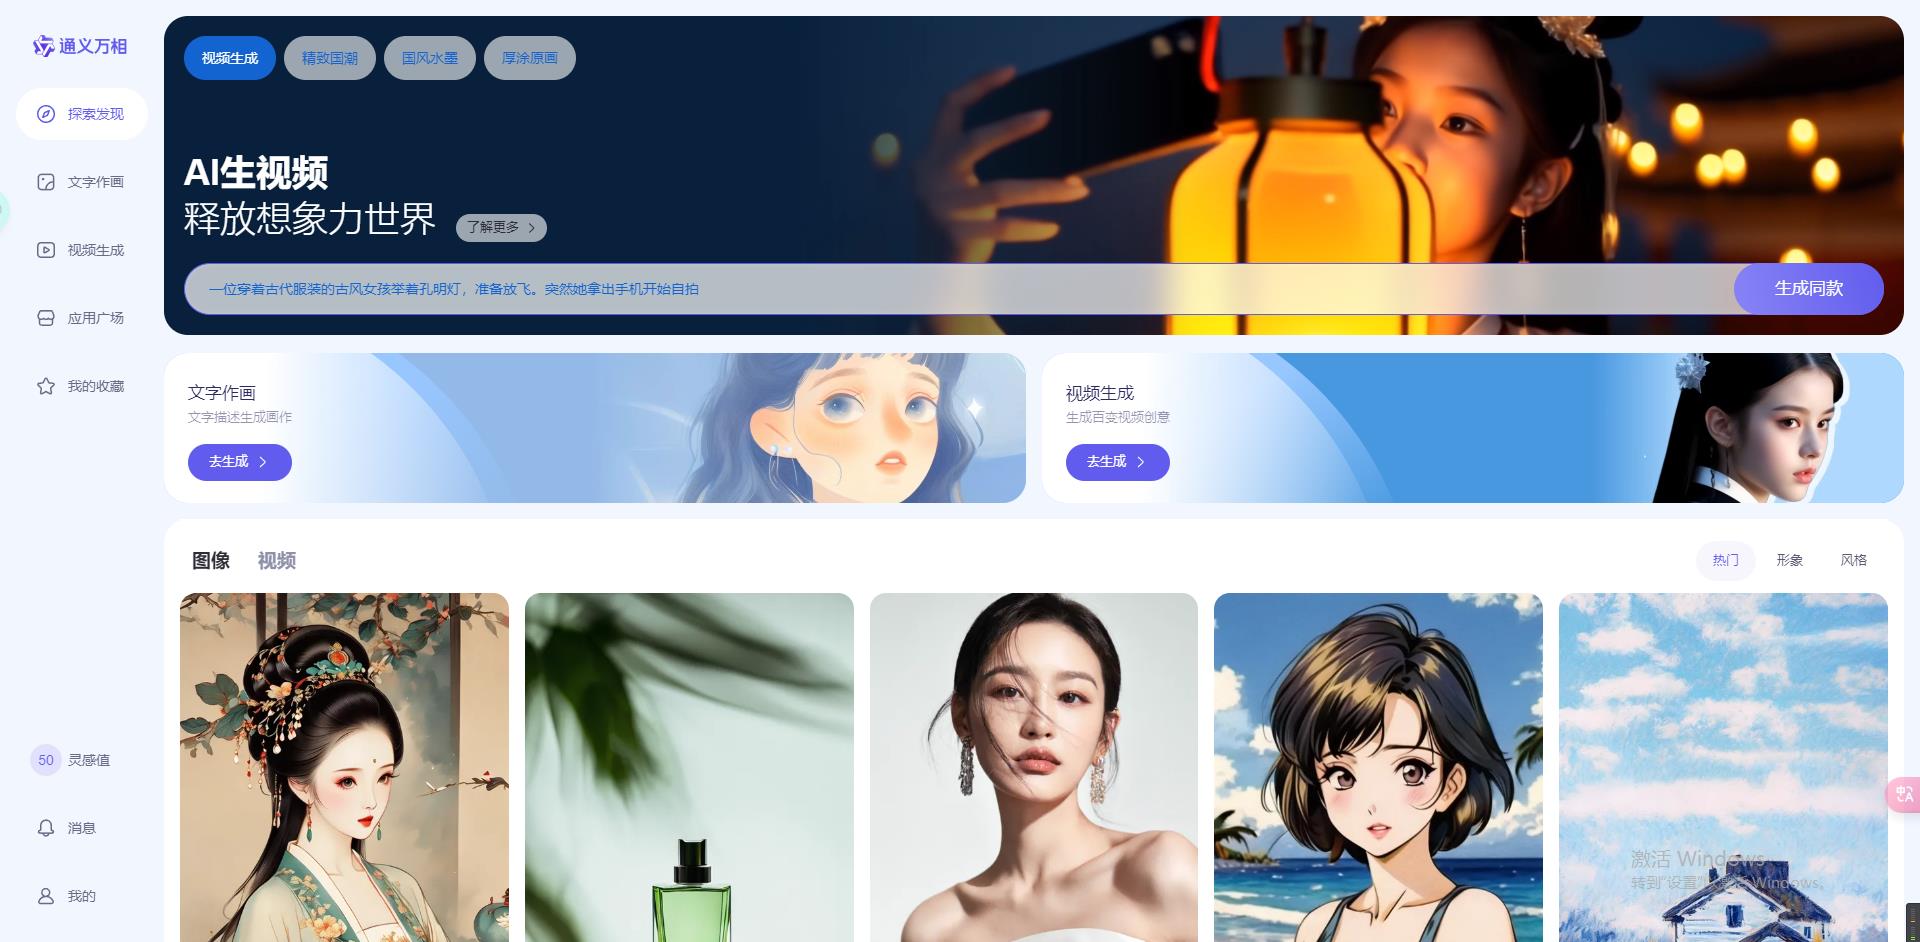 通义万相
探索发现
文字作画
视频生成
应用广场
我的收藏
50 灵感值
消息
我的
视频生成 精致国潮 国风水墨 厚涂原画
AI生视频
释放想象力世界 了解更多
一位穿着古代服装的古风女孩举着孔明灯，准备放飞。突然她拿出手机开始自拍
生成同款
文字作画
文字描述生成画作
去生成
视频生成
生成百变视频创意
去生成
图像 视频
热门 形象 风格
激活 Windows
转到"设置"以激活 Windows。